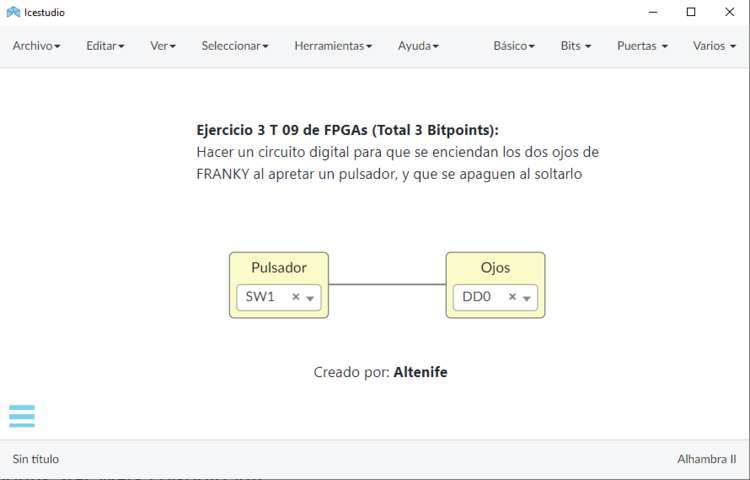 Icestudio
Archivo Editar Ver Seleccionar Herramientas Ayuda Básico Bits Puertas Varios
Ejercicio 3 T 09 de FPGAs (Total 3 Bitpoints):
Hacer un circuito digital para que se enciendan los dos ojos de
FRANKY al apretar un pulsador, y que se apaguen al soltarlo
Pulsador Ojos
SW1 DD0
Creado por: Altenife
Sin título Alhambra II